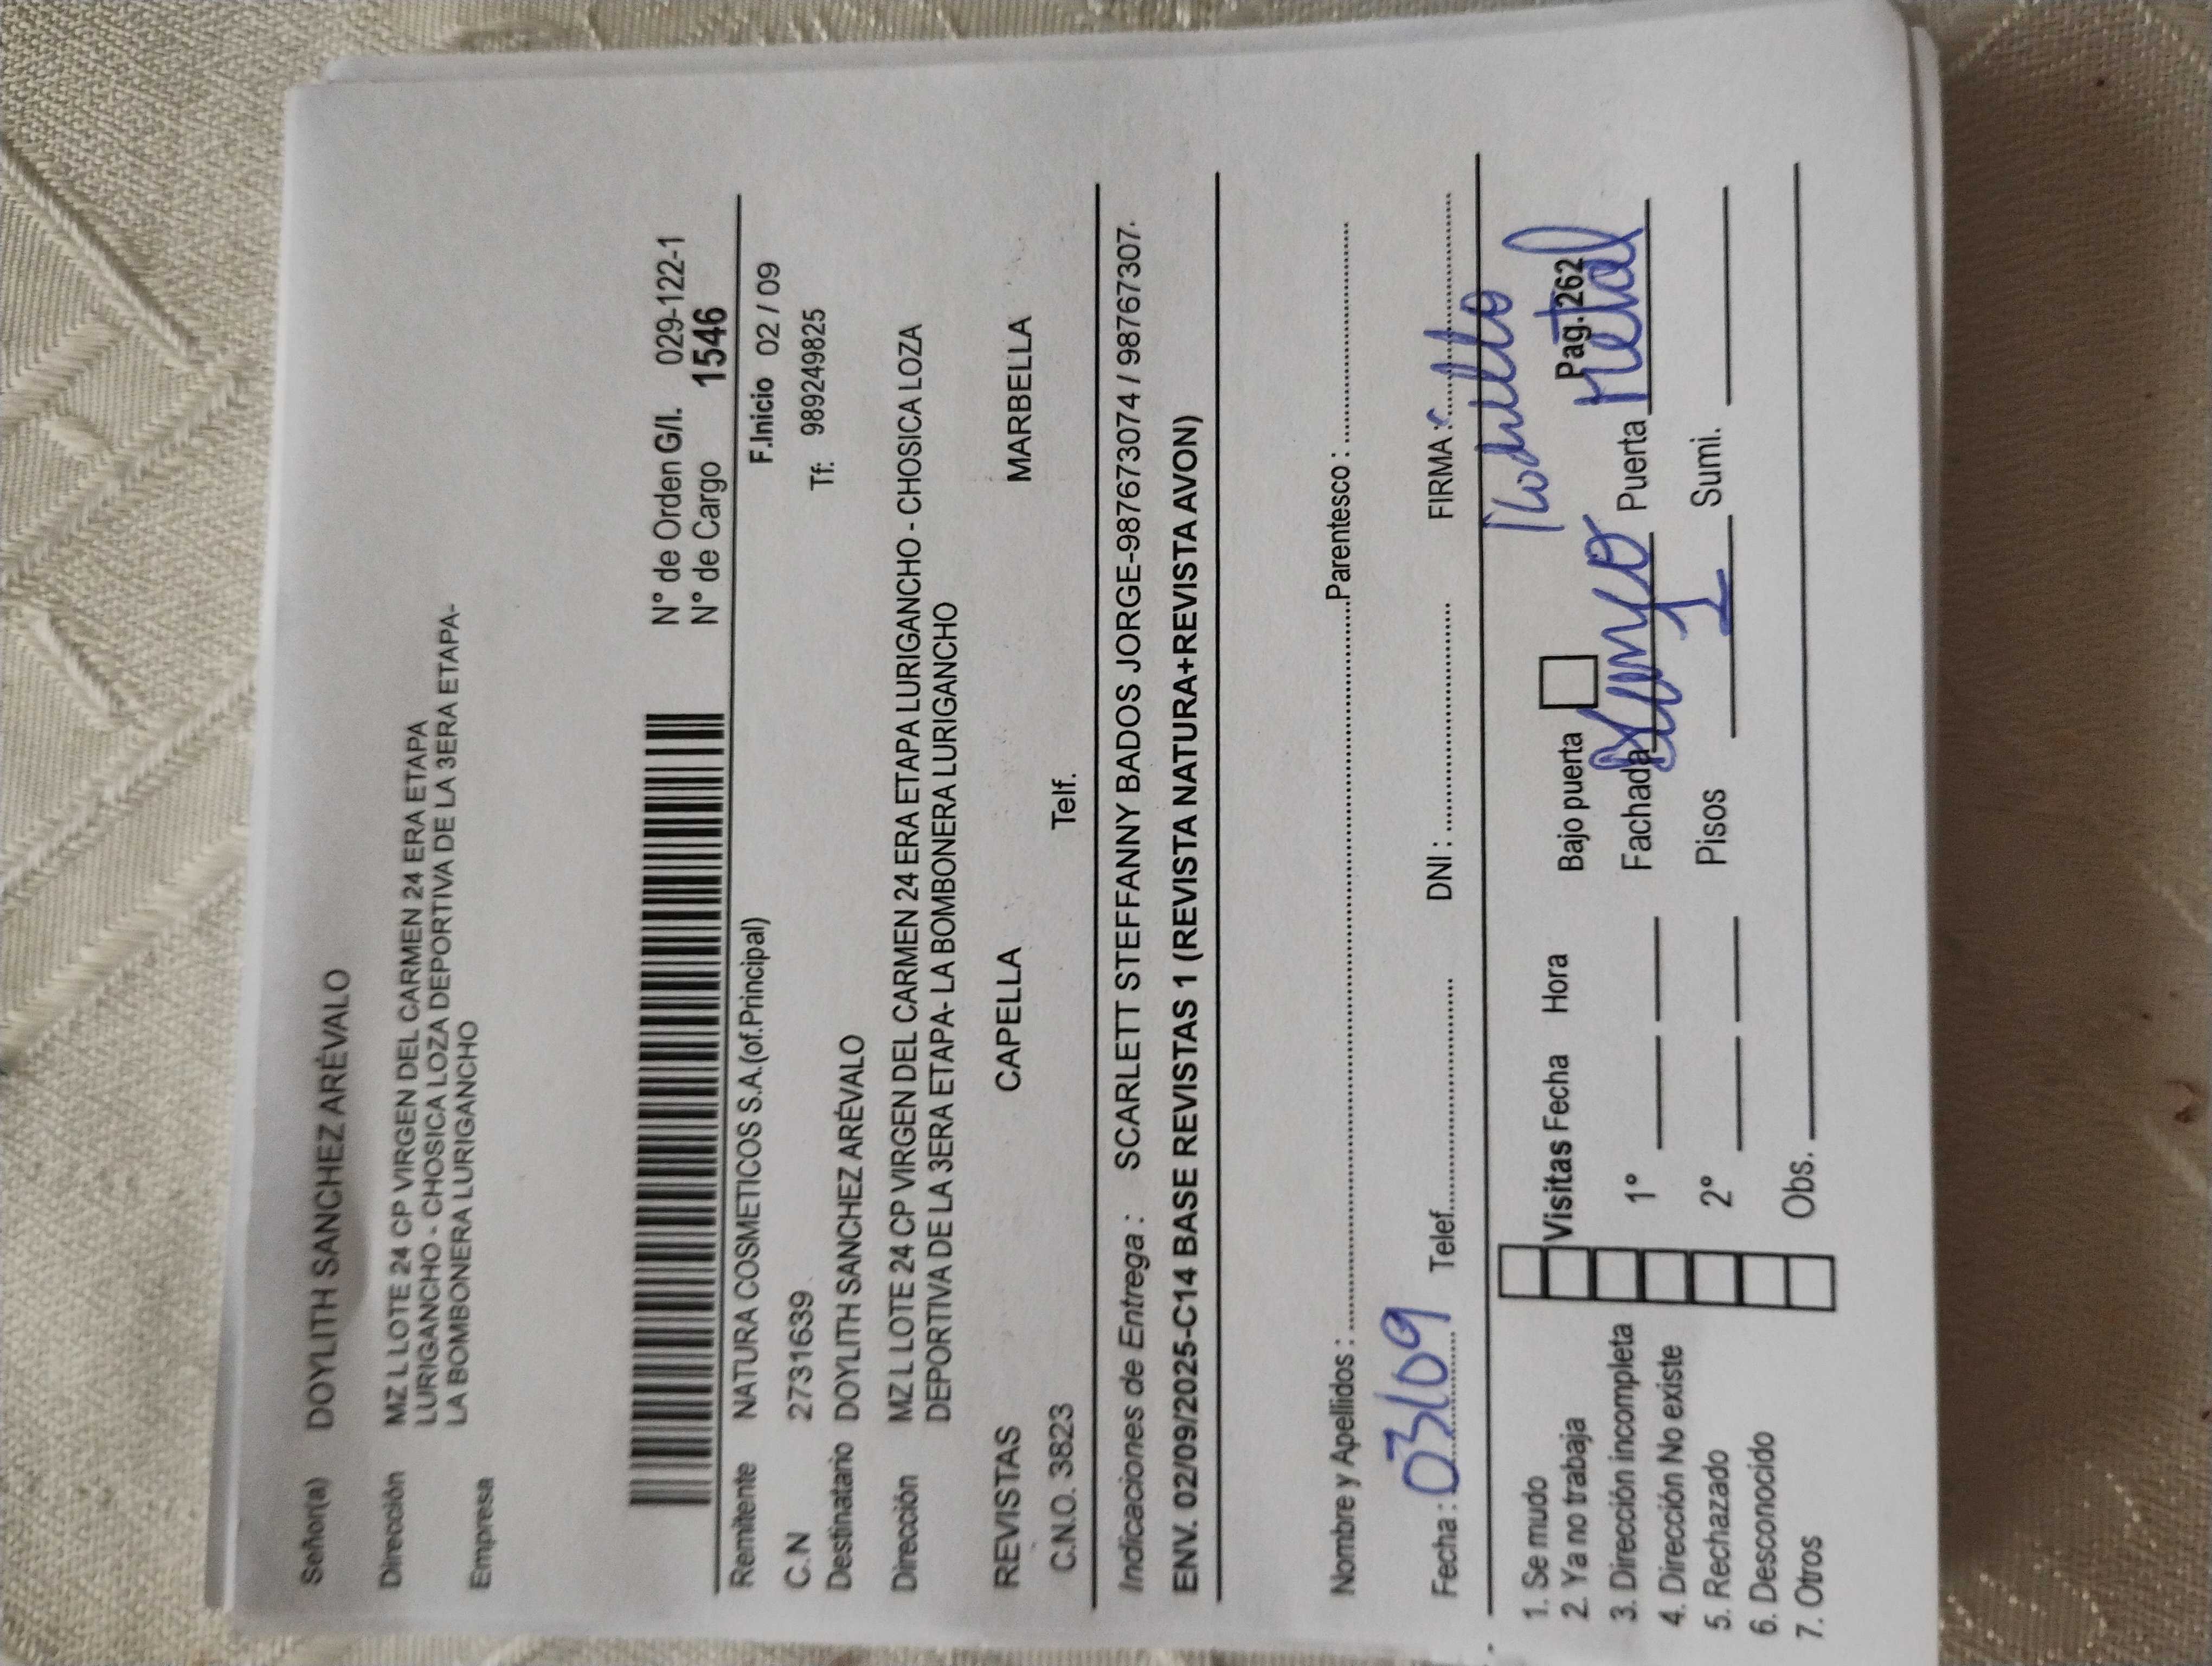 Señor(a) DOYLITH SANCHEZ ARÉVALO
Dirección MZ L LOTE 24 CP VIRGEN DEL CARMEN 24 ERA ETAPA
LURIGANCHO - CHOSICA LOZA DEPORTIVA DE LA 3ERA ETAPA-
LA BOMBONERA LURIGANCHO
Empresa
N° de Orden G/I. 029-122-1
N° de Cargo 1546
Remitente NATURA COSMETICOS S.A.(of.Principal) F.Inicio 02 / 09
C.N 2731639 Tf: 989249825
Destinatario DOYLITH SANCHEZ ARÉVALO
Dirección MZ L LOTE 24 CP VIRGEN DEL CARMEN 24 ERA ETAPA LURIGANCHO - CHOSICA LOZA
DEPORTIVA DE LA 3ERA ETAPA- LA BOMBONERA LURIGANCHO
REVISTAS CAPELLA MARBELLA
C.N.O. 3823 Telf.
Indicaciones de Entrega : SCARLETT STEFFANNY BADOS JORGE-987673074 / 98767307.
ENV. 02/09/2025-C14 BASE REVISTAS 1 (REVISTA NATURA+REVISTA AVON)
Nombre y Apellidos : Parentesco :
Fecha : 03/09 Telef. DNI : FIRMA :
1. Se mudo
2. Ya no trabaja
3. Dirección incompleta
4. Dirección No existe
5. Rechazado
6. Desconocido
7. Otros
Visitas Fecha Hora
1°
2°
Obs.
Bajo puerta Pag. 262
Fachada Puerta Metal
Pisos 1 Sumi.